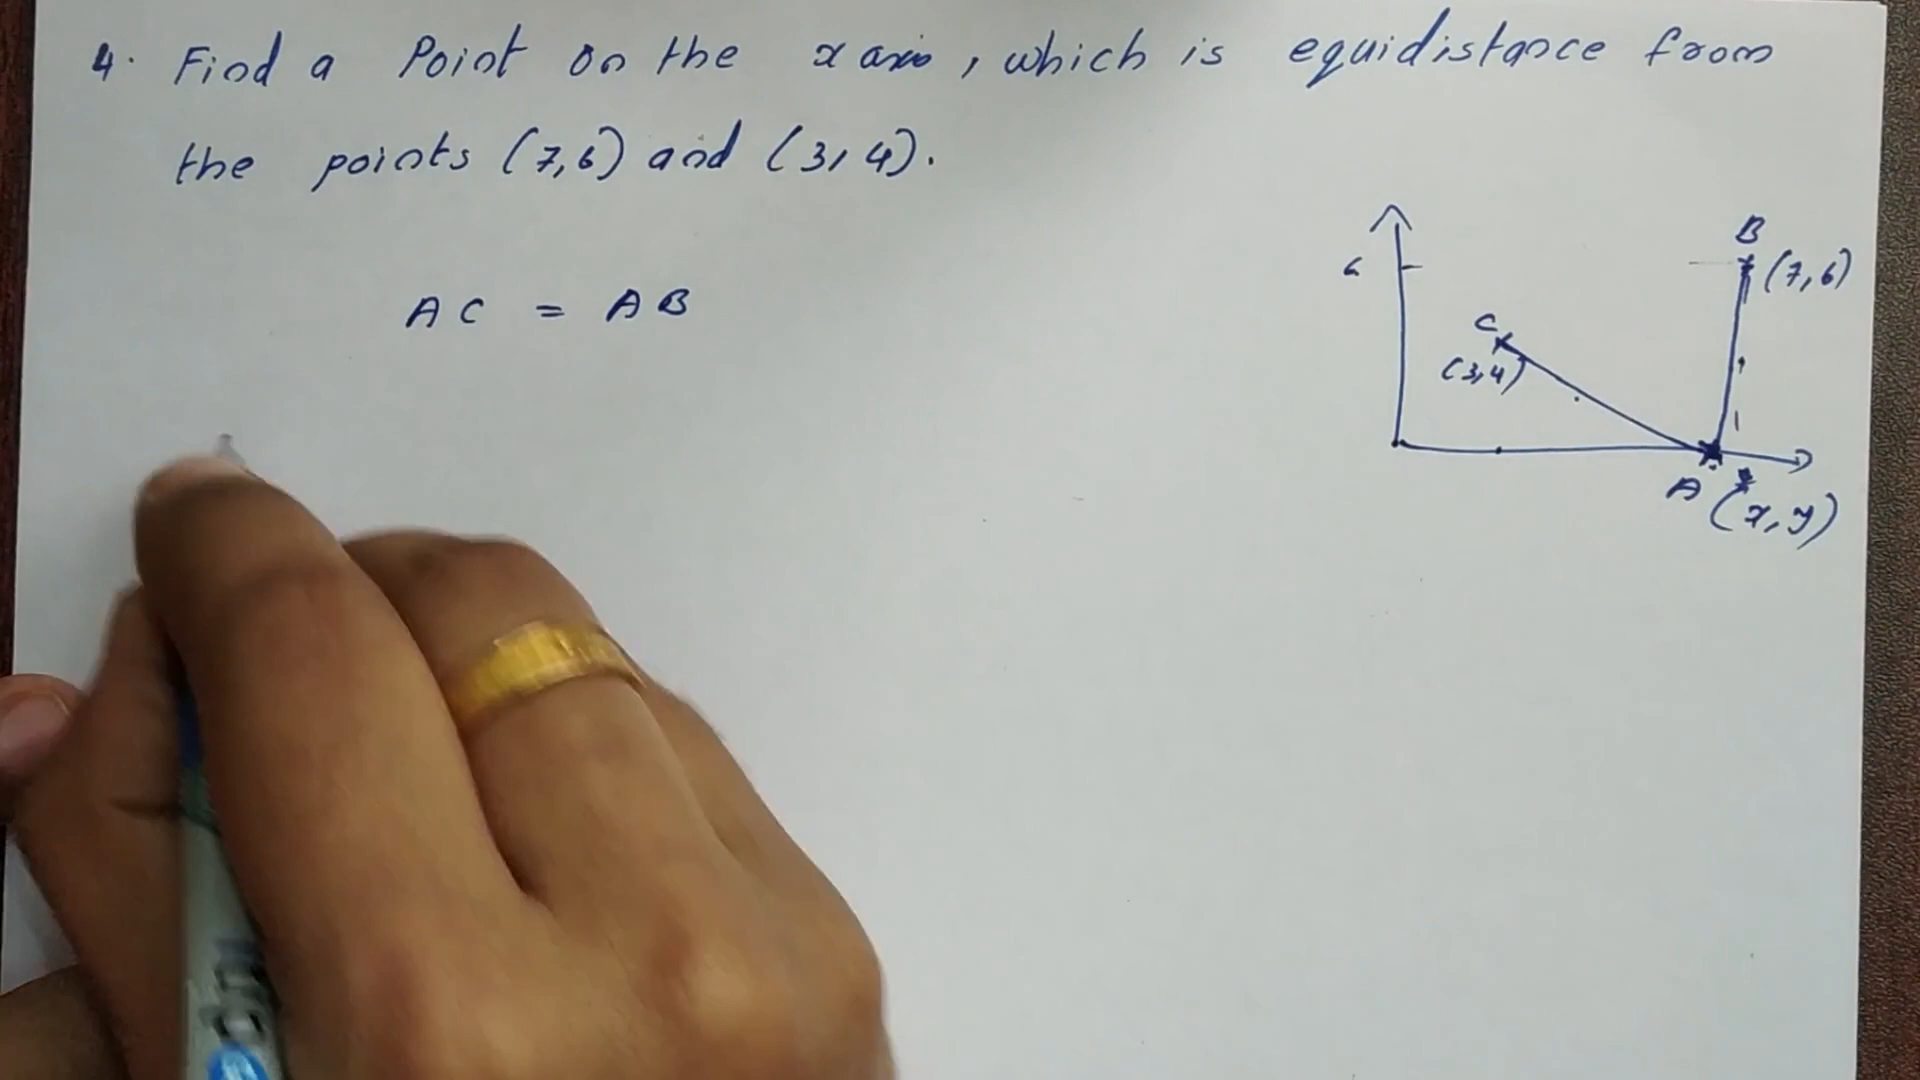 4. Find a Point on the x axis, which is equidistance from
the points (7,6) and (3,4).
AC = AB
B
6
(7,6)
C
(3,4)
A (x,y)